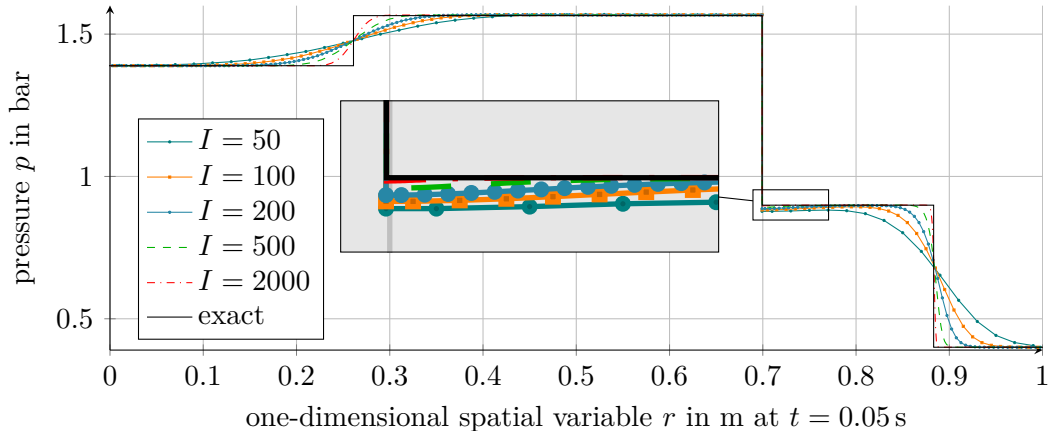 1.5
1
0.5
pressure p in bar
I = 50
I = 100
I = 200
I = 500
I = 2000
exact
0 0.1 0.2 0.3 0.4 0.5 0.6 0.7 0.8 0.9 1
one-dimensional spatial variable r in m at t = 0.05 s